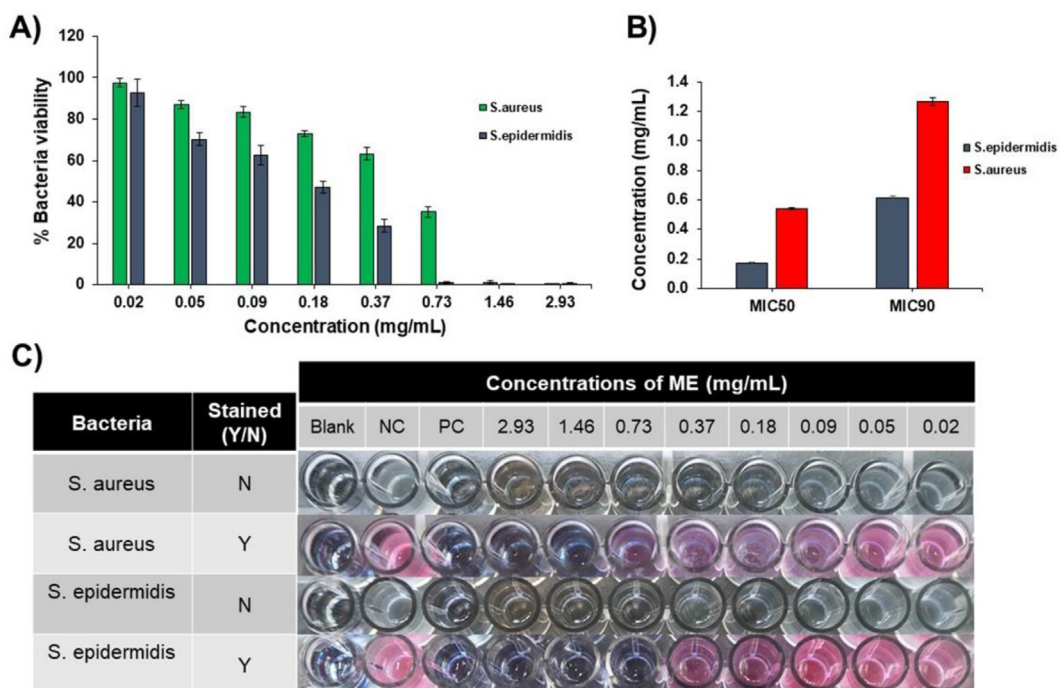 A)
% Bacteria viability
120
100
80
60
40
20
0
0.02 0.05 0.09 0.18 0.37 0.73 1.46 2.93
Concentration (mg/mL)
S.aureus
S.epidermidis
B)
Concentration (mg/mL)
1.4
1.2
1.0
0.8
0.6
0.4
0.2
0.0
MIC50 MIC90
S.epidermidis
S.aureus
C)
Concentrations of ME (mg/mL)
Bacteria Stained (Y/N) Blank NC PC 2.93 1.46 0.73 0.37 0.18 0.09 0.05 0.02
S. aureus N
S. aureus Y
S. epidermidis N
S. epidermidis Y